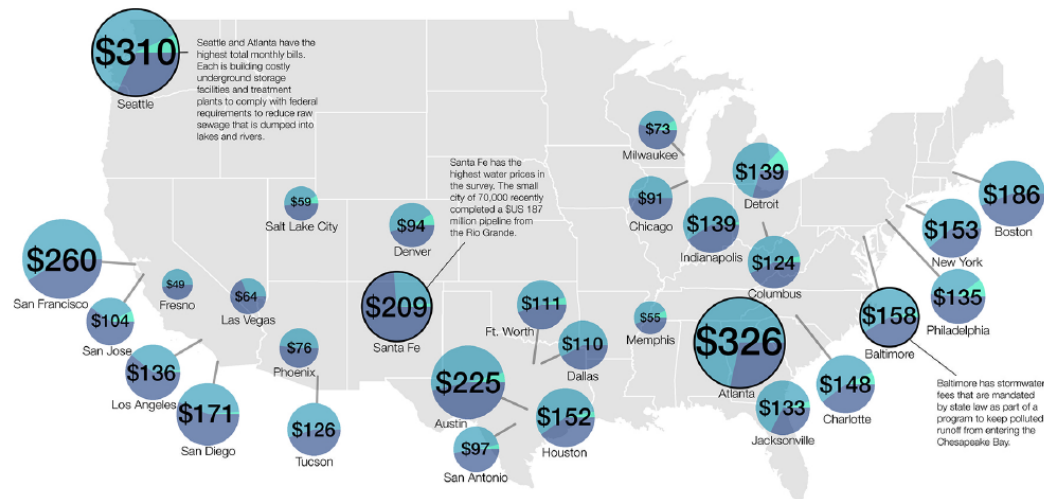 $310
Seattle
Seattle and Atlanta have the
highest total monthly bills.
Each is building costly
underground storage
facilities and treatment
plants to comply with federal
requirements to reduce raw
sewage that is dumped into
lakes and rivers.
$73
Milwaukee
Santa Fe has the
highest water prices in
the survey. The small
city of 70,000 recently
completed a $US 187
million pipeline from
the Rio Grande.
$139
Detroit
$186
Boston
$59
Salt Lake City
$91
Chicago
$94
Denver
$139
Indianapolis
$153
New York
$260
San Francisco
$124
Columbus
$49
Fresno
$64
Las Vegas
$135
Philadelphia
$209
Santa Fe
$111
Ft. Worth
$104
San Jose
$55
Memphis
$158
Baltimore
$326
Atlanta
$76
Phoenix
$110
Dallas
$136
Los Angeles
$225
Austin
$148
Charlotte
Baltimore has stormwater
fees that are mandated
by state law as part of a
program to keep polluted
runoff from entering the
Chesapeake Bay.
$171
San Diego
$152
Houston
$133
Jacksonville
$126
Tucson
$97
San Antonio